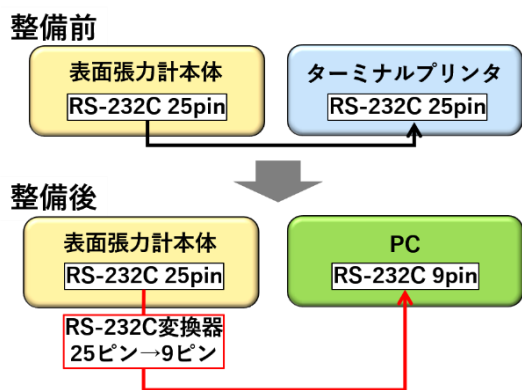 整備前
表面張力計本体
RS-232C 25pin
ターミナルプリンタ
RS-232C 25pin
整備後
表面張力計本体
RS-232C 25pin
PC
RS-232C 9pin
RS-232C変換器
25ピン→9ピン